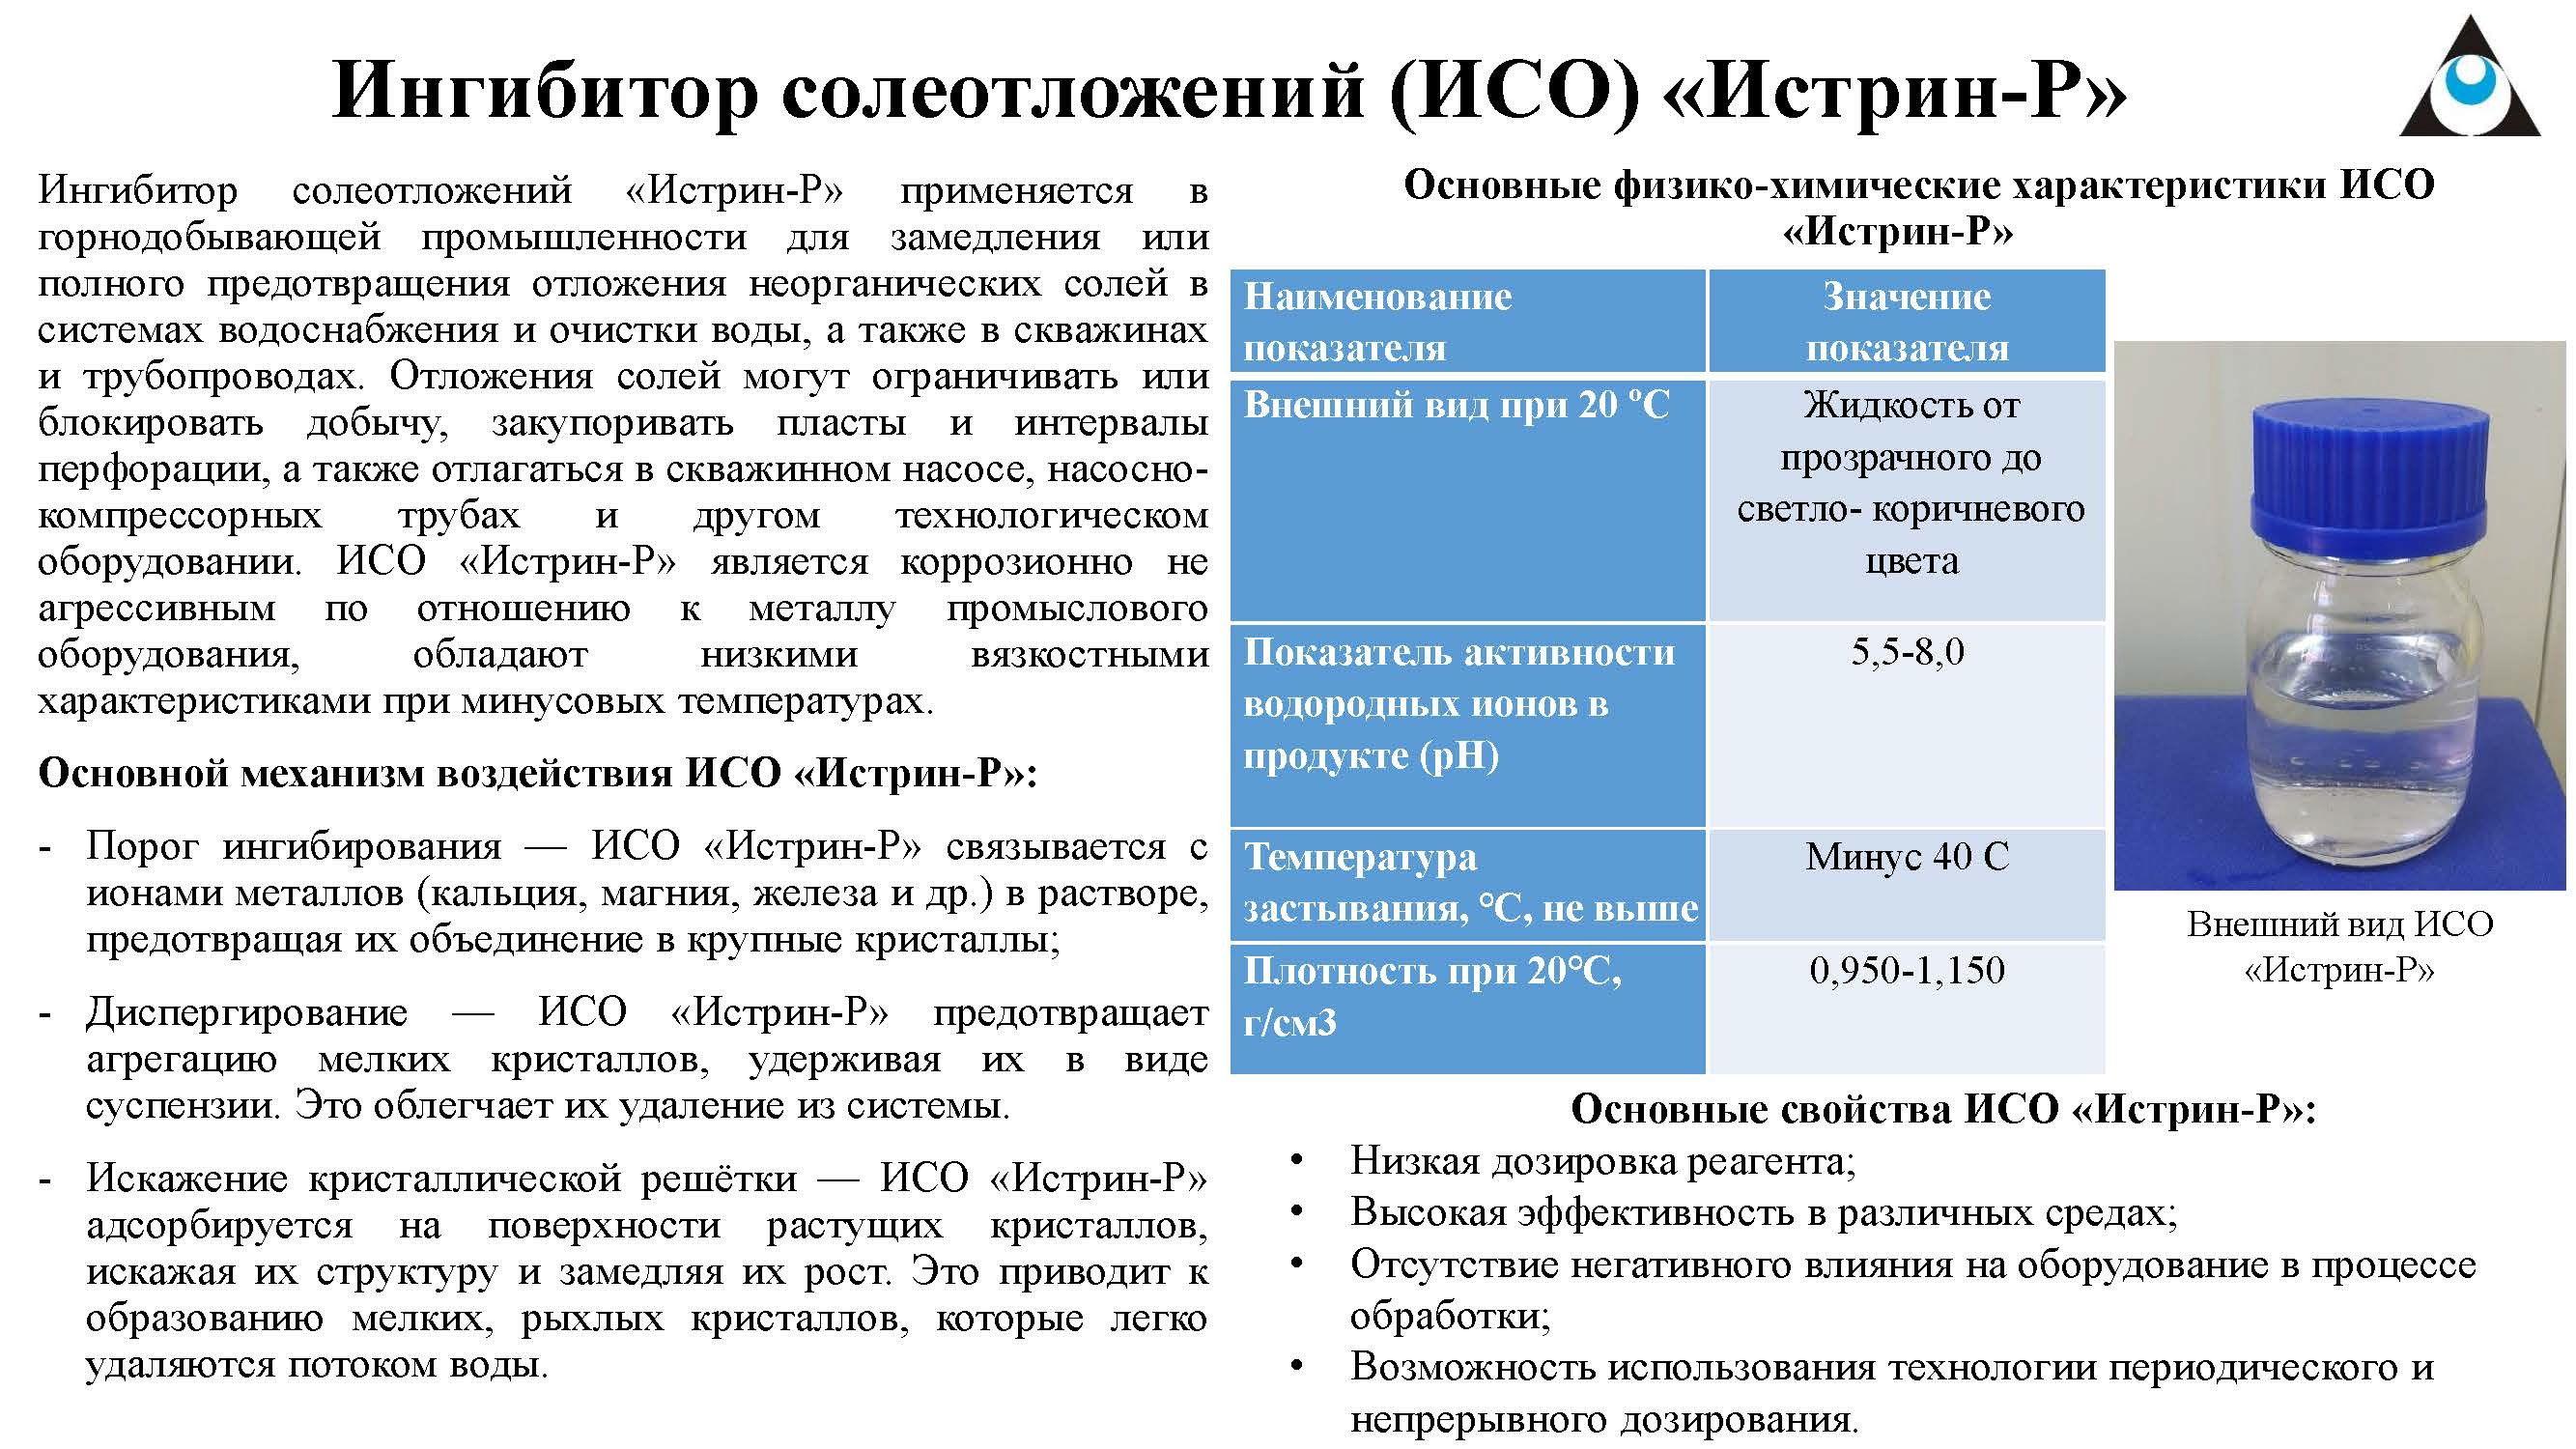 Ингибитор солеотложений (ИСО) «Истрин-Р»
Ингибитор солеотложений «Истрин-Р» применяется в
горнодобывающей промышленности для замедления или
полного предотвращения отложения неорганических солей в
системах водоснабжения и очистки воды, а также в скважинах
и трубопроводах. Отложения солей могут ограничивать или
блокировать добычу, закупоривать пласты и интервалы
перфорации, а также отлагаться в скважинном насосе, насосно-
компрессорных трубах и другом технологическом
оборудовании. ИСО «Истрин-Р» является коррозионно не
агрессивным по отношению к металлу промыслового
оборудования, обладают низкими вязкостными
характеристиками при минусовых температурах.
Основной механизм воздействия ИСО «Истрин-Р»:
- Порог ингибирования — ИСО «Истрин-Р» связывается с
ионами металлов (кальция, магния, железа и др.) в растворе,
предотвращая их объединение в крупные кристаллы;
- Диспергирование — ИСО «Истрин-Р» предотвращает
агрегацию мелких кристаллов, удерживая их в виде
суспензии. Это облегчает их удаление из системы.
- Искажение кристаллической решётки — ИСО «Истрин-Р»
адсорбируется на поверхности растущих кристаллов,
искажая их структуру и замедляя их рост. Это приводит к
образованию мелких, рыхлых кристаллов, которые легко
удаляются потоком воды.
Основные физико-химические характеристики ИСО
«Истрин-Р»
Наименование
показателя
Значение
показателя
Внешний вид при 20 ºС
Жидкость от
прозрачного до
светло- коричневого
цвета
Показатель активности
водородных ионов в
продукте (рН)
5,5-8,0
Температура
застывания, °С, не выше
Минус 40 С
Плотность при 20°С,
г/см3
0,950-1,150
Внешний вид ИСО
«Истрин-Р»
Основные свойства ИСО «Истрин-Р»:
• Низкая дозировка реагента;
• Высокая эффективность в различных средах;
• Отсутствие негативного влияния на оборудование в процессе
обработки;
• Возможность использования технологии периодического и
непрерывного дозирования.